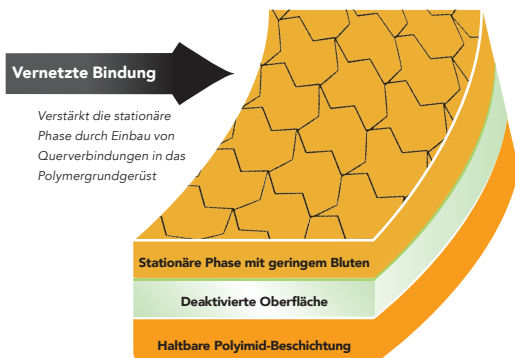 Vernetzte Bindung
Verstärkt die stationäre
Phase durch Einbau von
Querverbindungen in das
Polymergrundgerüst
Stationäre Phase mit geringem Bluten
Deaktivierte Oberfläche
Haltbare Polyimid-Beschichtung